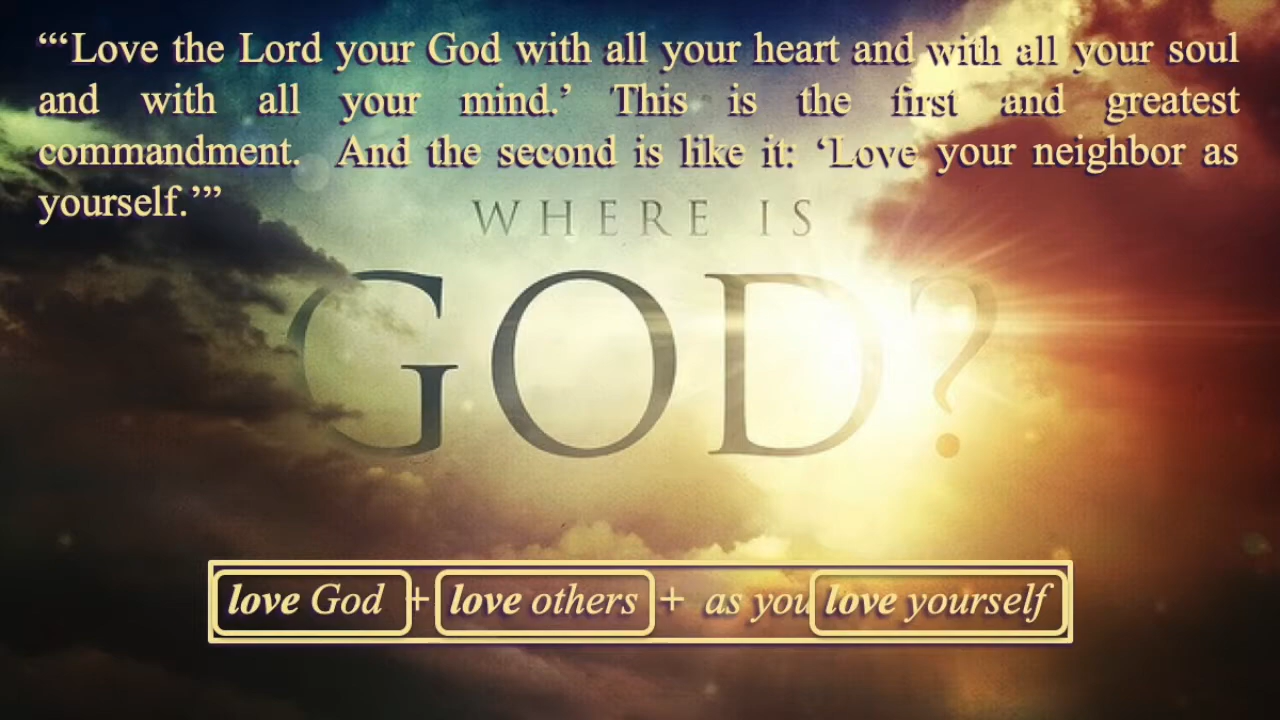 “‘Love the Lord your God with all your heart and with all your soul
and with all your mind.’ This is the first and greatest
commandment. And the second is like it: ‘Love your neighbor as
yourself.’”
WHERE IS
GOD?
love God + love others + as you love yourself